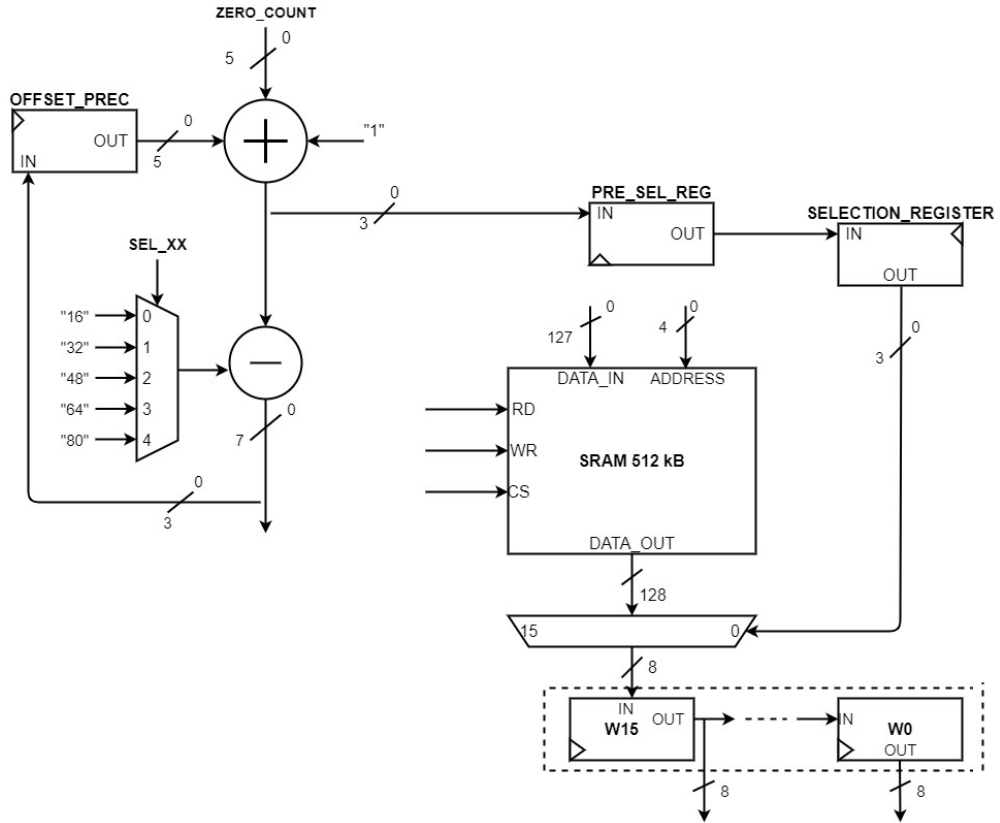 ZERO_COUNT
0
5
OFFSET_PREC
OUT
IN
0
5
"1"
0
3
PRE_SEL_REG
IN
OUT
SELECTION_REGISTER
IN
OUT
SEL_XX
"16"
0
"32"
1
"48"
2
"64"
3
"80"
4
0
7
0
3
0
127
0
4
DATA_IN
ADDRESS
RD
WR
CS
SRAM 512 kB
DATA_OUT
0
3
128
15
0
8
IN
OUT
W15
IN
W0
OUT
8
8